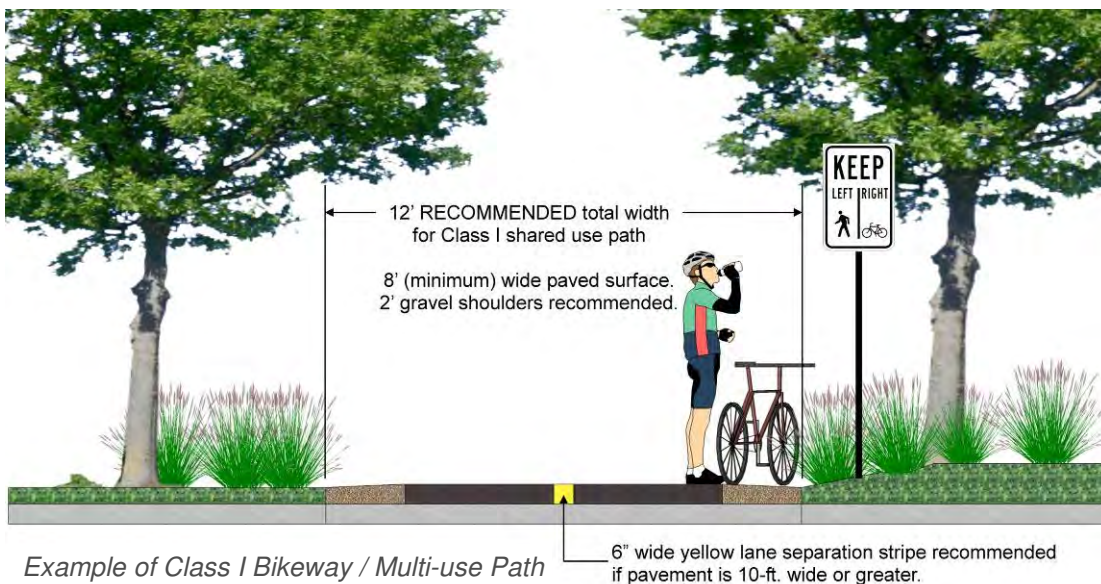 KEEP
LEFT RIGHT
12' RECOMMENDED total width
for Class I shared use path
8' (minimum) wide paved surface.
2' gravel shoulders recommended.
Example of Class I Bikeway / Multi-use Path
6" wide yellow lane separation stripe recommended
if pavement is 10-ft. wide or greater.